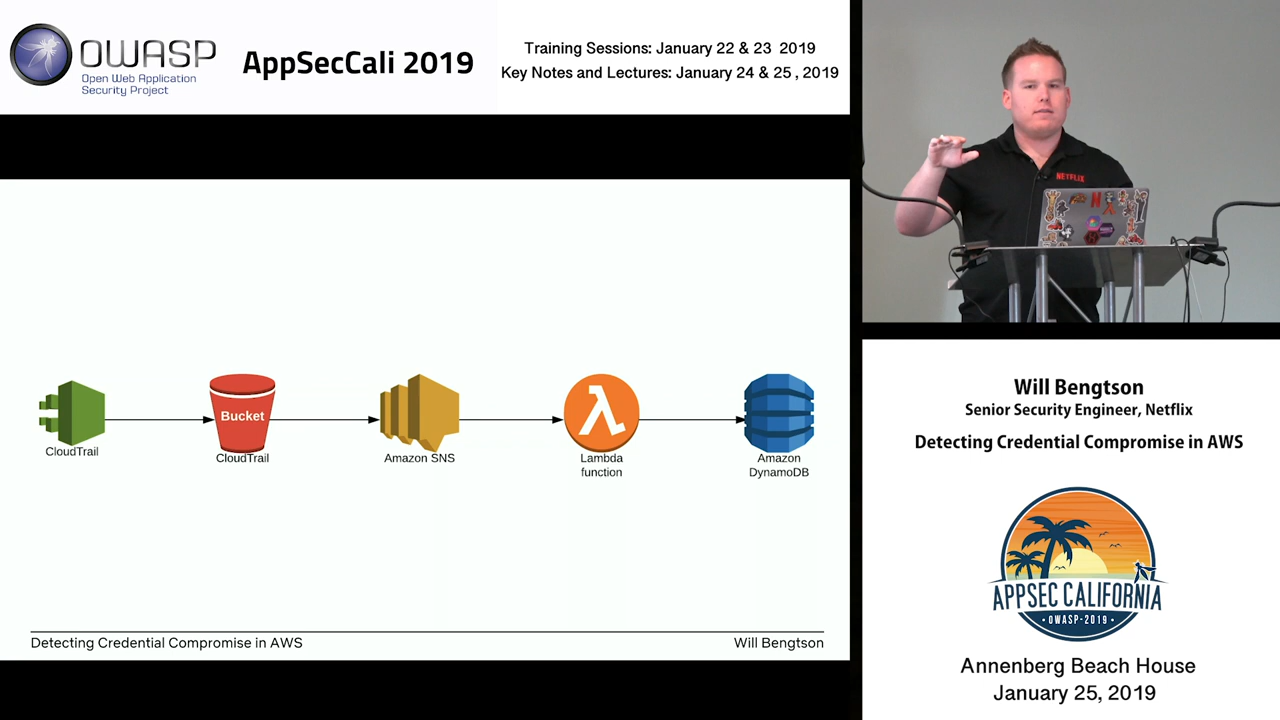 OWASP
Open Web Application
Security Project
AppSecCali 2019
Training Sessions: January 22 & 23 2019
Key Notes and Lectures: January 24 & 25 , 2019
NETFLIX
Bucket
CloudTrail
CloudTrail
Amazon SNS
Lambda
function
Amazon
DynamoDB
Detecting Credential Compromise in AWS
Will Bengtson
Will Bengtson
Senior Security Engineer, Netflix
Detecting Credential Compromise in AWS
APPSEC CALIFORNIA
· OWASP-2019 ·
Annenberg Beach House
January 25, 2019